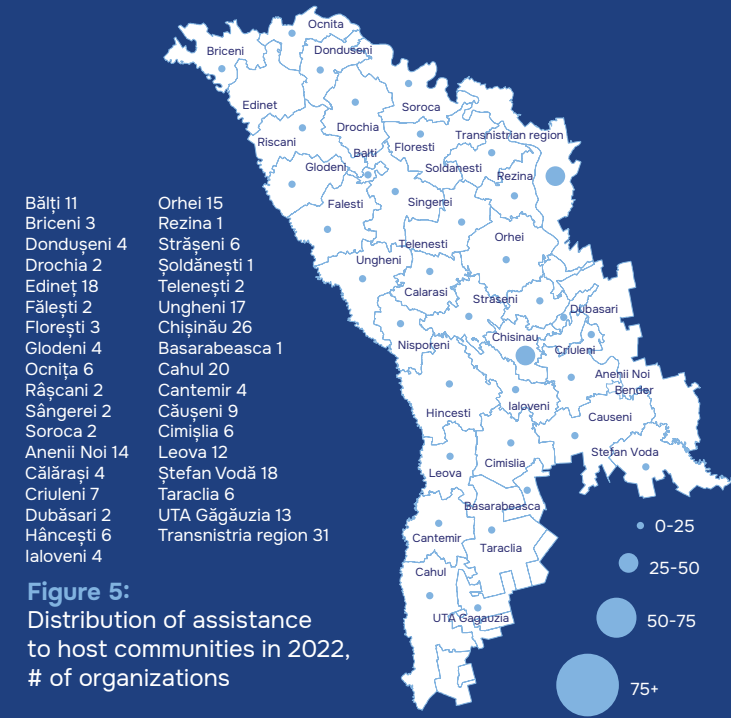 Ocnita
Briceni
Donduseni
Edinet
Soroca
Drochia
Transnistrian region
Riscani
Floresti
Balti
Glodeni
Soldanesti
Rezina
Falesti
Singerei
Orhei
Telenesti
Ungheni
Calarasi
Straseni
Dubasari
Chisinau
Nisporeni
Criuleni
Anenii Noi
Bender
Ialoveni
Hincesti
Causeni
Stefan Voda
Cimislia
Leova
Basarabeasca
Cantemir
Taraclia
Cahul
UTA Gagauzia
Bălți 11
Briceni 3
Dondușeni 4
Drochia 2
Edineț 18
Fălești 2
Florești 3
Glodeni 4
Ocnița 6
Râșcani 2
Sângerei 2
Soroca 2
Anenii Noi 14
Călărași 4
Criuleni 7
Dubăsari 2
Hâncești 6
Ialoveni 4
Orhei 15
Rezina 1
Strășeni 6
Șoldănești 1
Telenești 2
Ungheni 17
Chișinău 26
Basarabeasca 1
Cahul 20
Cantemir 4
Căușeni 9
Cimișlia 6
Leova 12
Ștefan Vodă 18
Taraclia 6
UTA Găgăuzia 13
Transnistria region 31
0-25
25-50
50-75
75+
Figure 5:
Distribution of assistance
to host communities in 2022,
# of organizations